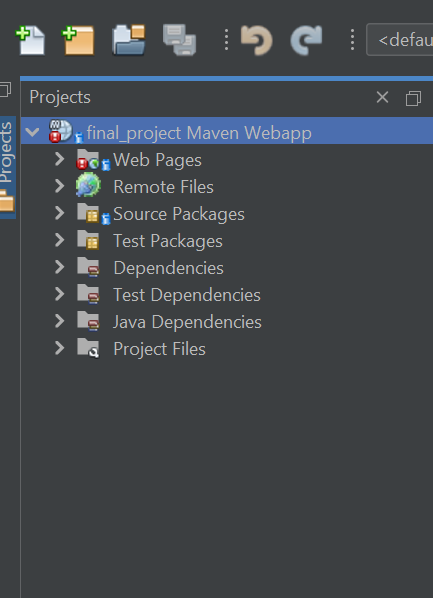 <defau
Projects
Projects
final_project Maven Webapp
Web Pages
Remote Files
Source Packages
Test Packages
Dependencies
Test Dependencies
Java Dependencies
Project Files